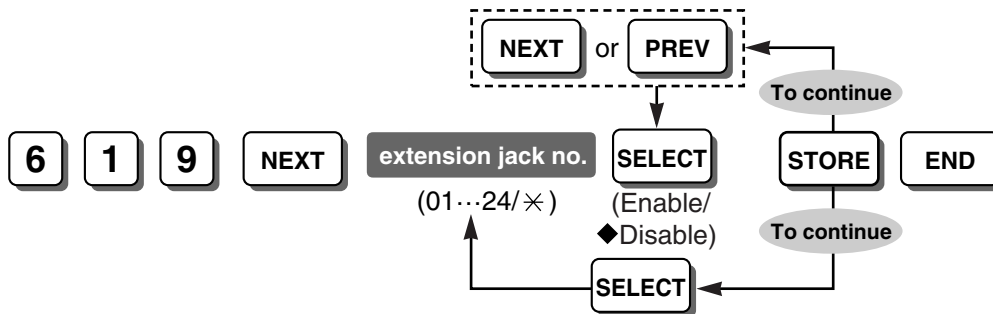 NEXT or PREV
To continue
6 1 9 NEXT extension jack no. SELECT STORE END
(01···24/✳)
(Enable/
◆Disable)
To continue
SELECT